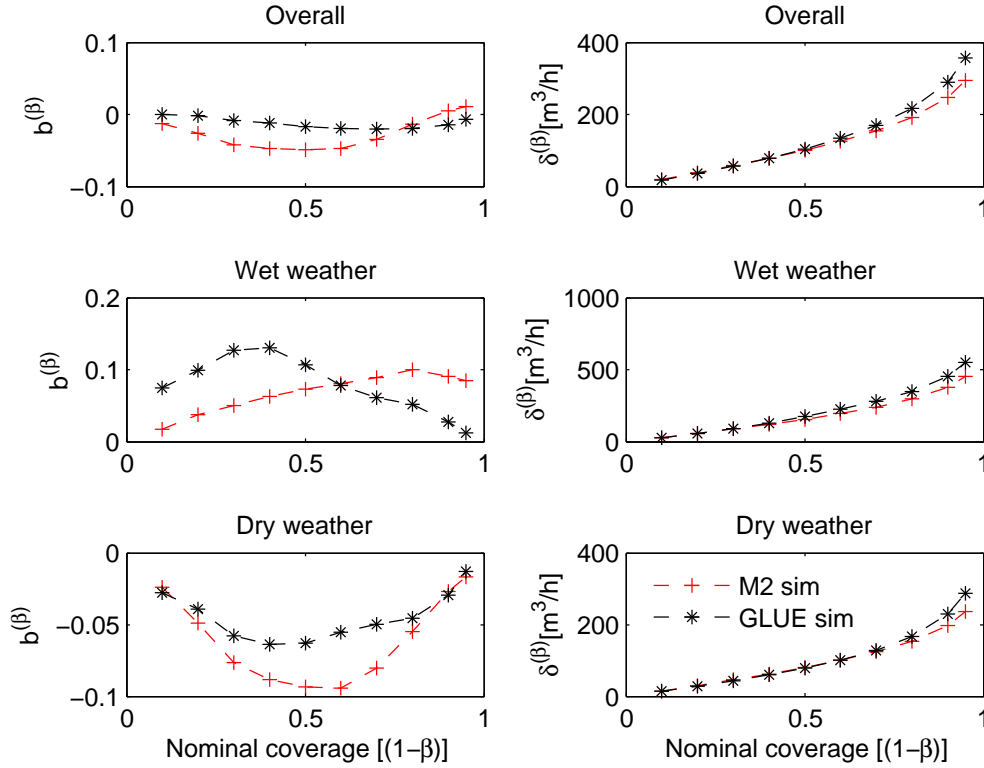 Overall
0.1
0
−0.1
b(β)
0
0.5
1
Overall
400
200
0
δ(β)[m3/h]
0
0.5
1
Wet weather
0.2
0.1
0
b(β)
0
0.5
1
Wet weather
1000
500
0
δ(β)[m3/h]
0
0.5
1
Dry weather
0
−0.05
−0.1
b(β)
0
0.5
1
Nominal coverage [(1−β)]
Dry weather
400
200
0
δ(β)[m3/h]
M2 sim
GLUE sim
0
0.5
1
Nominal coverage [(1−β)]